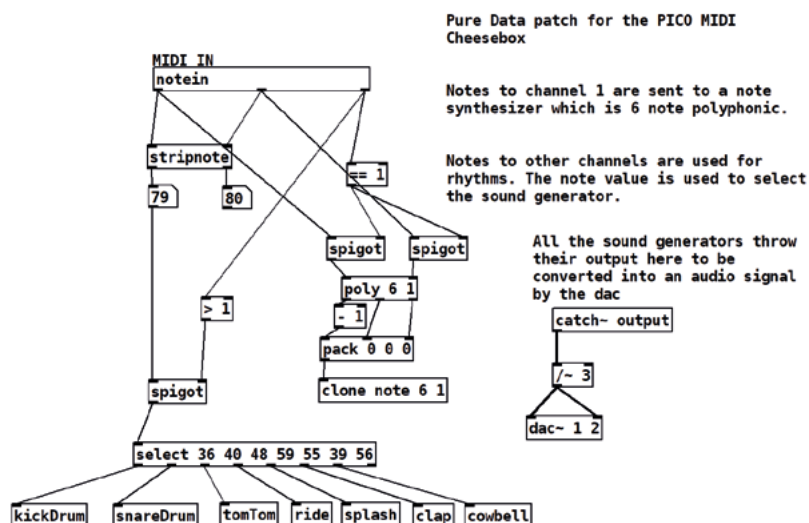 Pure Data patch for the PICO MIDI
Cheesebox
MIDI IN
notein
Notes to channel 1 are sent to a note
synthesizer which is 6 note polyphonic.
stripnote
== 1
Notes to other channels are used for
rhythms. The note value is used to select
the sound generator.
79
80
spigot
spigot
All the sound generators throw
their output here to be
converted into an audio signal
by the dac
poly 6 1
> 1
- 1
catch~ output
pack 0 0 0
/~ 3
spigot
clone note 6 1
dac~ 1 2
select 36 40 48 59 55 39 56
kickDrum
snareDrum
tomTom
ride
splash
clap
cowbell